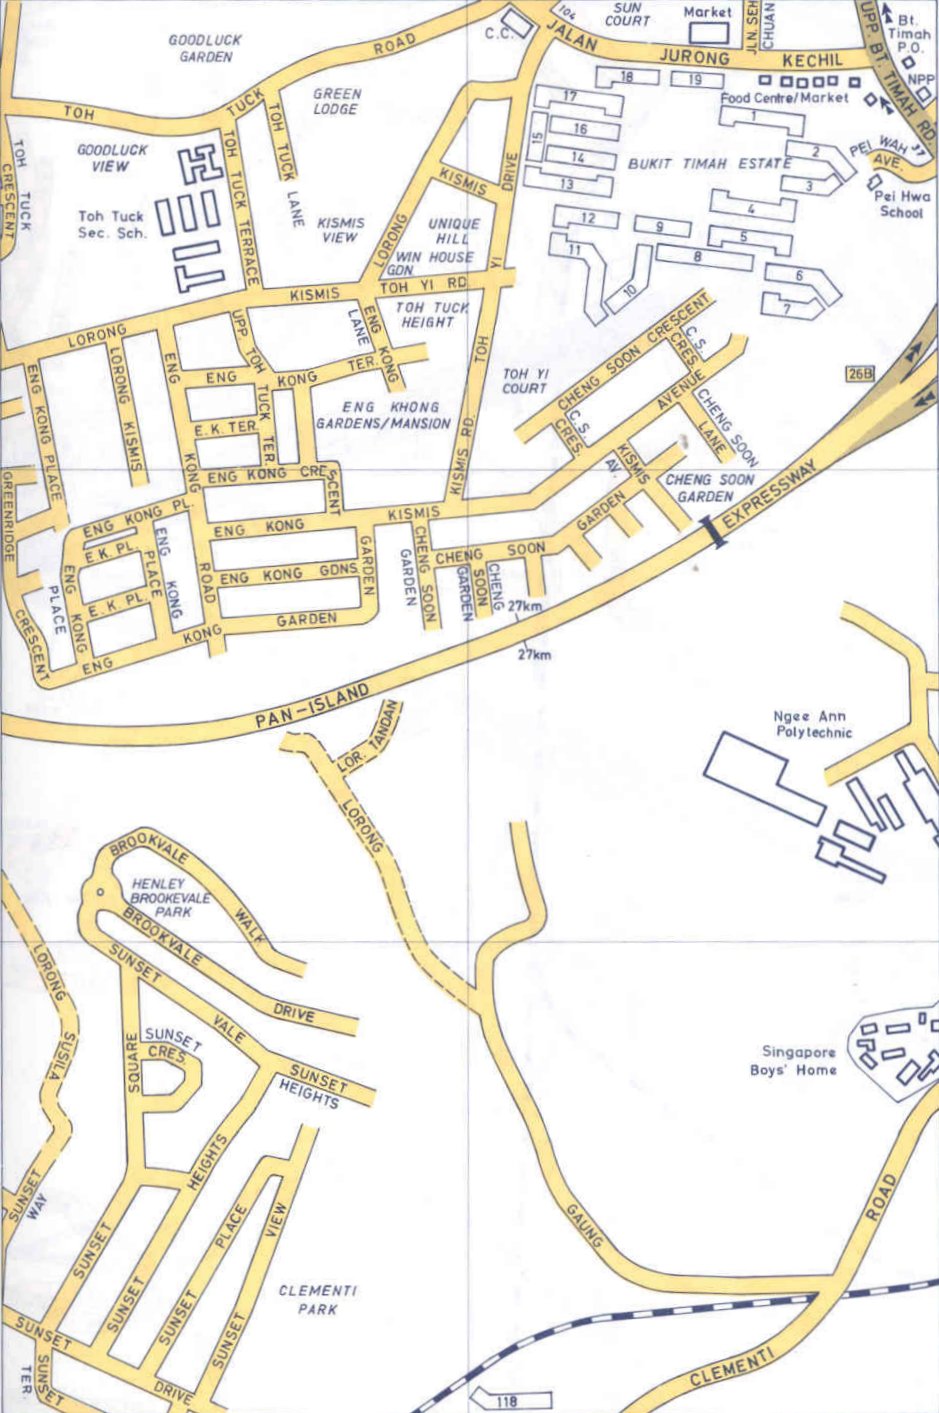 104
SUN
COURT
Market
JLN. SEH
CHUAN
UPP. BT. TIMAH RD.
Bt.
Timah
P.O.
C.C.
GOODLUCK
GARDEN
ROAD
JALAN
JURONG
KECHIL
NPP
18
19
Food Centre/Market
TOH
TUCK
GREEN
LODGE
17
1
16
15
14
13
BUKIT TIMAH ESTATE
2
3
PEI WAH
AVE.
37
Pei Hwa
School
TOH TUCK
CRESCENT
GOODLUCK
VIEW
TOH TUCK LANE
TOH TUCK TERRACE
Toh Tuck
Sec. Sch.
KISMIS
VIEW
KISMIS
DRIVE
UNIQUE
HILL
WIN HOUSE
GDN
LORONG
YI
12
11
9
4
5
8
6
7
10
KISMIS
TOH YI RD
TOH TUCK
HEIGHT
LORONG
UPP. TOH
TUCK TER.
ENG KONG
LANE
TOH
TOH YI
COURT
CHENG SOON CRESCENT
C.S.
CRES.
26B
ENG KONG PLACE
LORONG KISMIS
ENG
KONG
ROAD
ENG KONG TER.
E.K. TER.
ENG KHONG
GARDENS/MANSION
KISMIS RD.
C.S.
CRES.
AVENUE
CHENG SOON
LANE
KISMIS
AV.
CHENG SOON
GARDEN
GREENRIDGE
CRESCENT
ENG KONG CRESCENT
KISMIS
ENG KONG PL.
E.K. PL.
E.K. PL.
ENG KONG
PLACE
ENG KONG
PLACE
ENG KONG
ENG KONG GDNS
GARDEN
CHENG SOON
GARDEN
CHENG SOON
GARDEN
CHENG
SOON
GARDEN
EXPRESSWAY
27km
27km
ENG
KONG
GARDEN
PAN-ISLAND
LOR. TANDAN
LORONG
Ngee Ann
Polytechnic
BROOKVALE
WALK
HENLEY
BROOKEVALE
PARK
BROOKVALE
DRIVE
LORONG
SUSILA
SUNSET
VALE
SQUARE
SUNSET
CRES.
SUNSET
HEIGHTS
Singapore
Boys' Home
SUNSET
WAY
HEIGHTS
SUNSET
SUNSET
PLACE
SUNSET
VIEW
SUNSET
GAUNG
ROAD
CLEMENTI
PARK
SUNSET
DRIVE
SUNSET
TER.
CLEMENTI
118